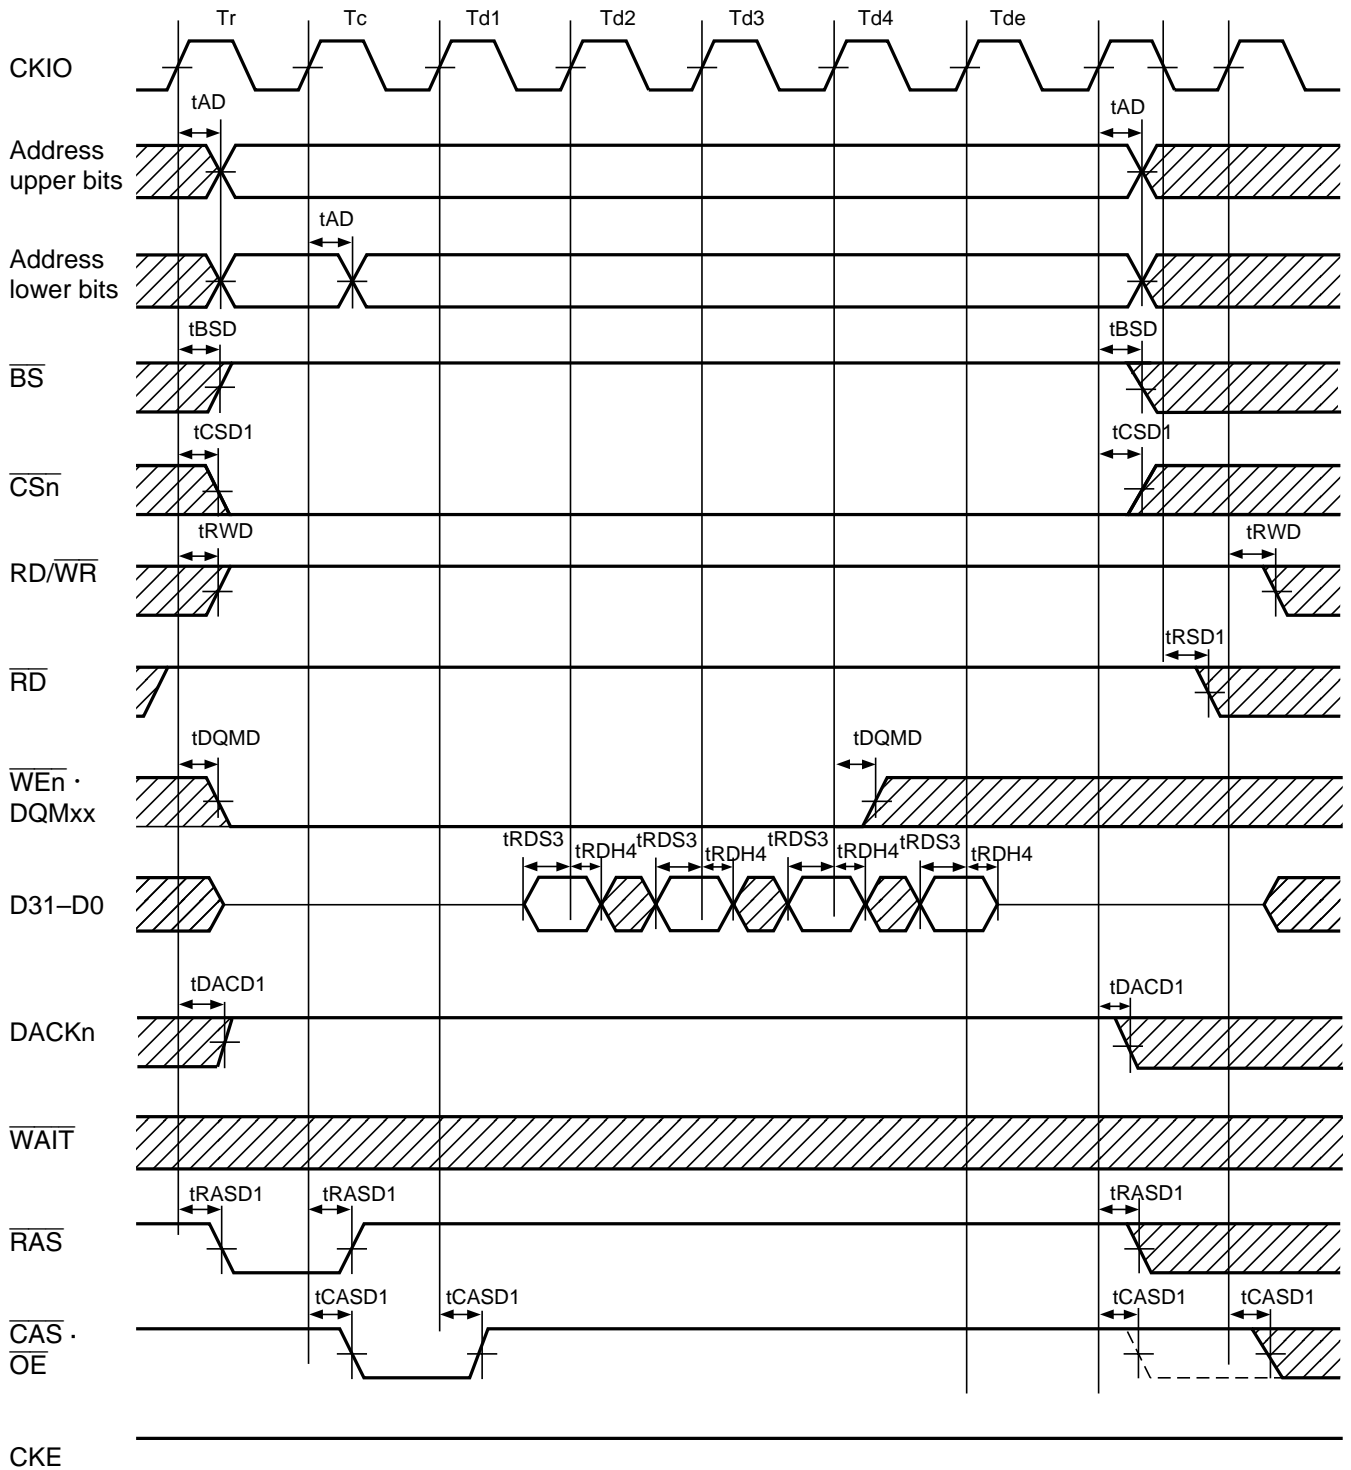 Tr Tc Td1 Td2 Td3 Td4 Tde
CKIO
tAD tAD
Address
upper bits
tAD
Address
lower bits
tBSD tBSD
BS
tCSD1 tCSD1
CSn
tRWD tRWD
RD/WR
tRSD1
RD
tDQMD tDQMD
WEn ·
DQMxx
tRDS3 tRDH4 tRDS3 tRDH4 tRDS3 tRDH4 tRDS3 tRDH4
D31–D0
tDACD1 tDACD1
DACKn
WAIT
tRASD1 tRASD1 tRASD1
RAS
tCASD1 tCASD1 tCASD1 tCASD1
CAS ·
OE
CKE